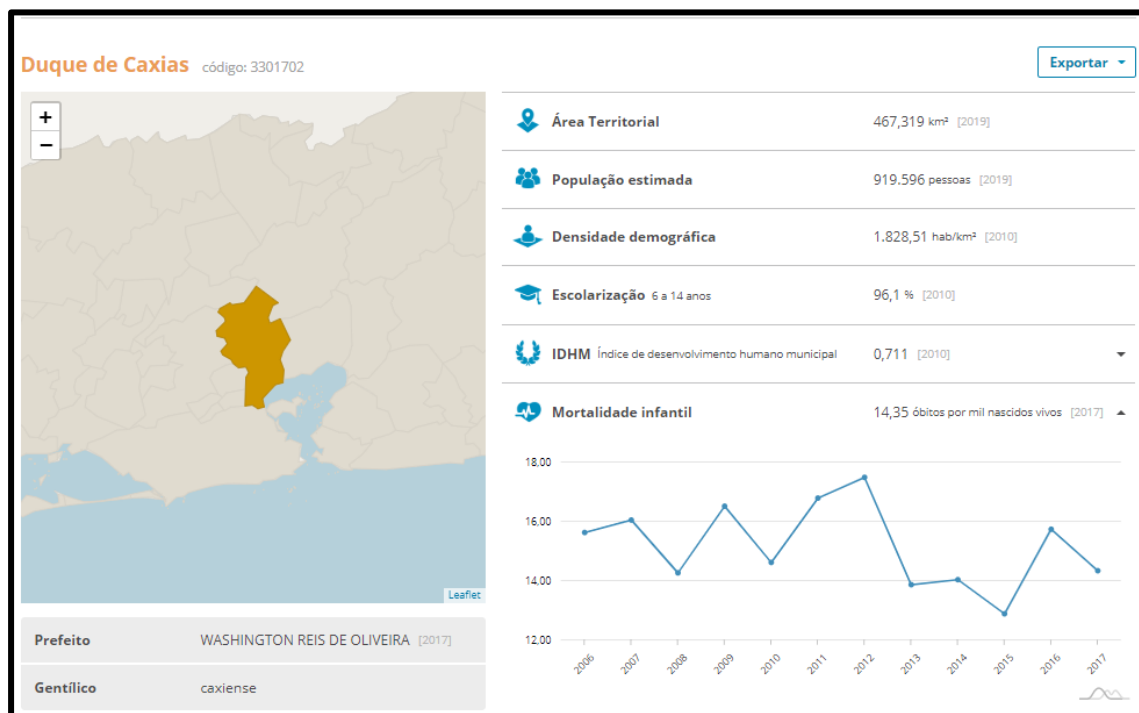 Duque de Caxias código: 3301702
Exportar
+
−
Leaflet
Prefeito WASHINGTON REIS DE OLIVEIRA [2017]
Gentílico caxiense
Área Territorial 467,319 km² [2019]
População estimada 919.596 pessoas [2019]
Densidade demográfica 1.828,51 hab/km² [2010]
Escolarização 6 a 14 anos 96,1 % [2010]
IDHM Índice de desenvolvimento humano municipal 0,711 [2010]
Mortalidade infantil 14,35 óbitos por mil nascidos vivos [2017]
18,00
16,00
14,00
12,00
2006 2007 2008 2009 2010 2011 2012 2013 2014 2015 2016 2017